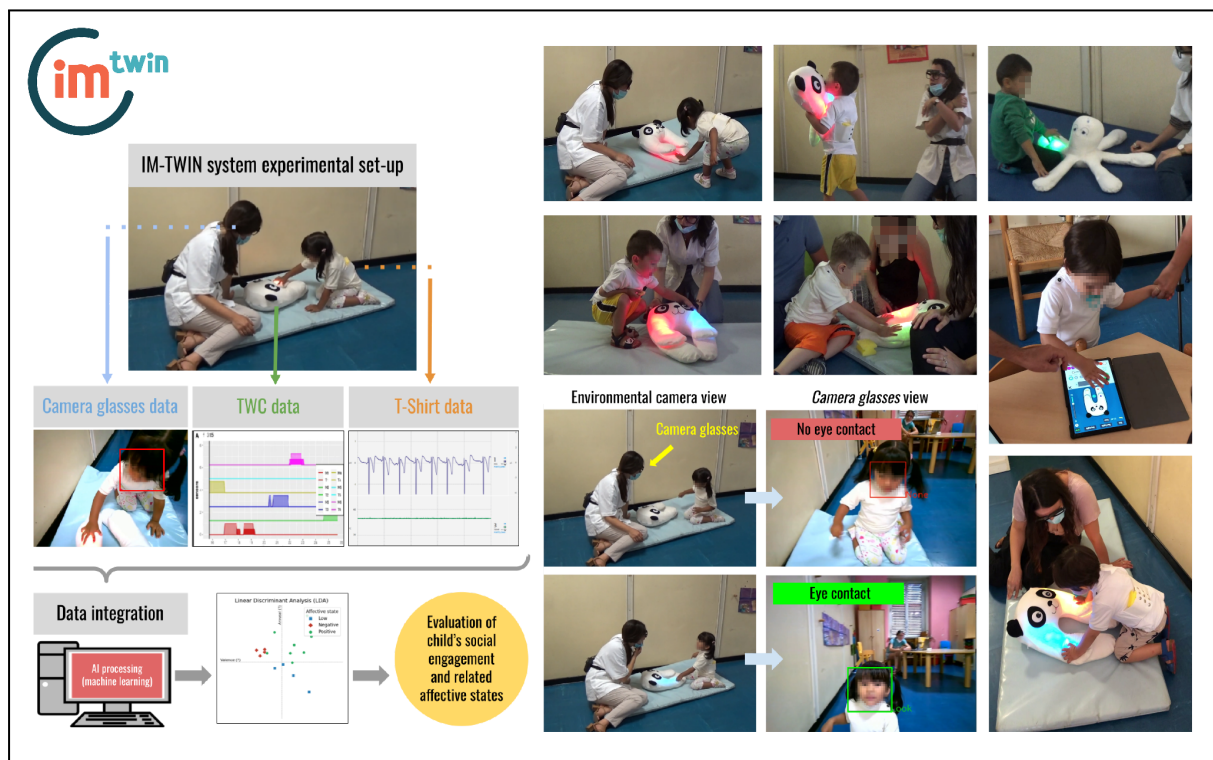 im twin
IM-TWIN system experimental set-up
Camera glasses data
TWC data
T-Shirt data
Data integration
AI processing
(machine learning)
Linear Discriminant Analysis (LDA)
Affective state
Low
Negative
Positive
Evaluation of
child's social
engagement
and related
affective states
Environmental camera view
Camera glasses view
Camera glasses
No eye contact
Eye contact